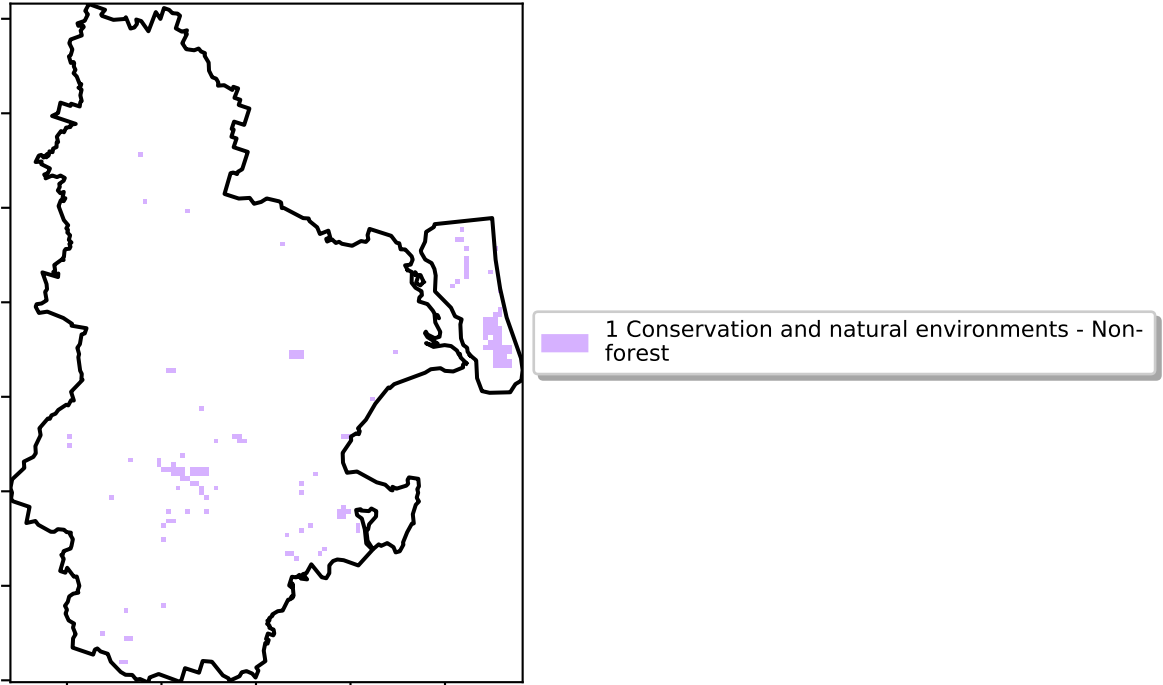 1 Conservation and natural environments - Non-
forest